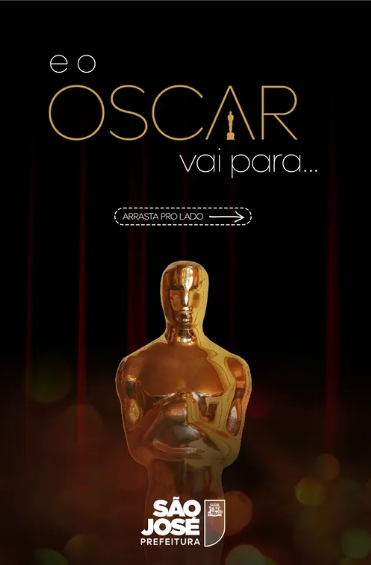 e o
OSCAR
vai para...
ARRASTA PRO LADO
SÃO
JOSÉ
PREFEITURA